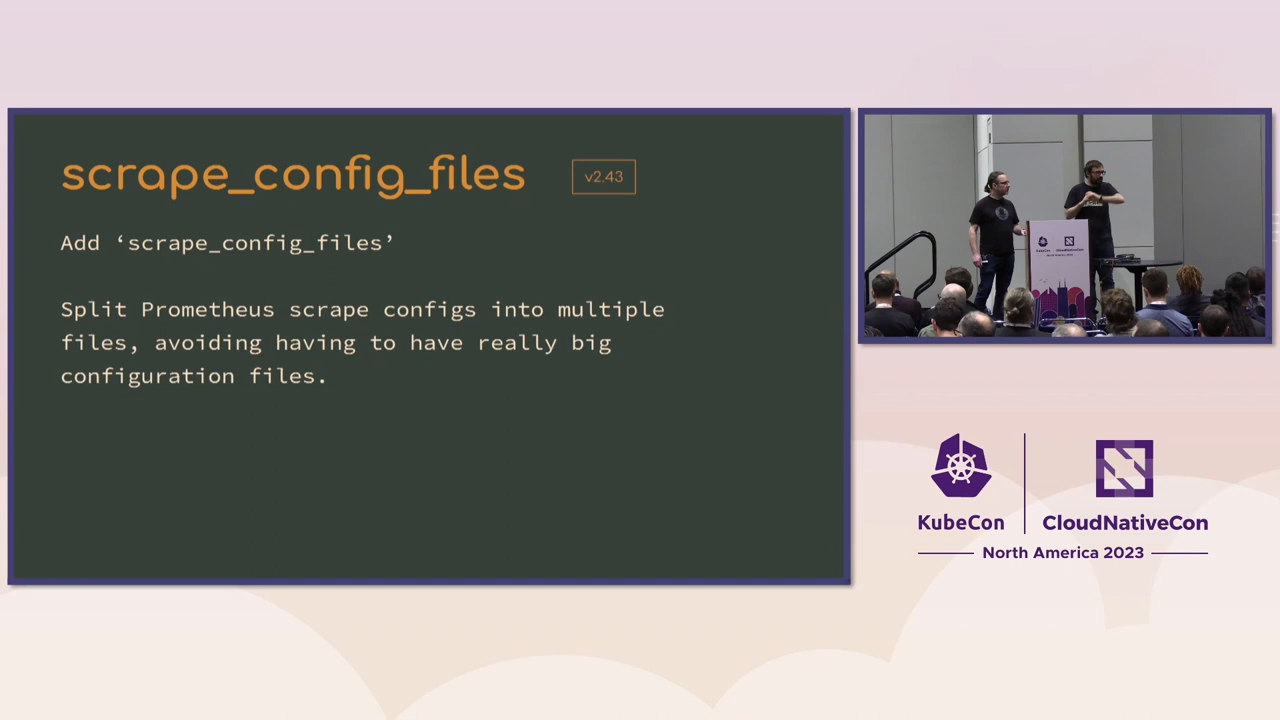 scrape_config_files v2.43
Add ‘scrape_config_files’
Split Prometheus scrape configs into multiple
files, avoiding having to have really big
configuration files.
KubeCon
CloudNativeCon
North America 2023